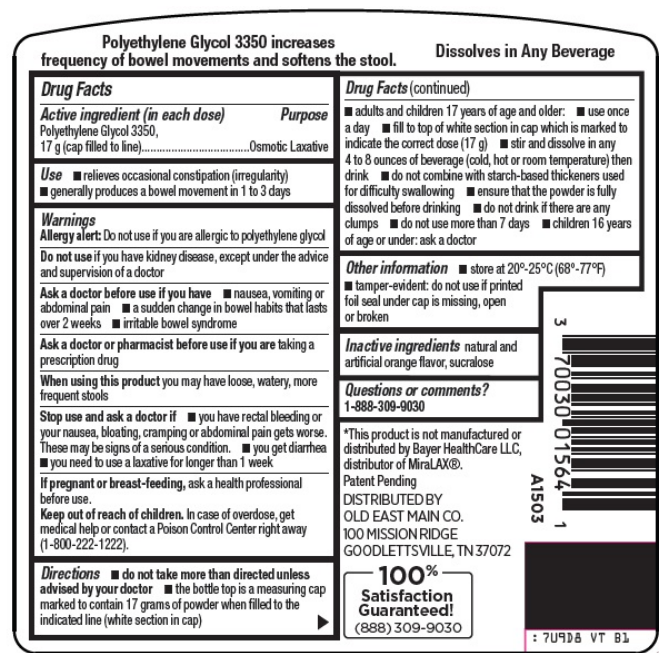 Polyethylene Glycol 3350 increases
frequency of bowel movements and softens the stool.
Dissolves in Any Beverage
Drug Facts
Active ingredient (in each dose) Purpose
Polyethylene Glycol 3350,
17 g (cap filled to line)....................................Osmotic Laxative
Use ■ relieves occasional constipation (irregularity)
■ generally produces a bowel movement in 1 to 3 days
Warnings
Allergy alert: Do not use if you are allergic to polyethylene glycol
Do not use if you have kidney disease, except under the advice
and supervision of a doctor
Ask a doctor before use if you have ■ nausea, vomiting or
abdominal pain ■ a sudden change in bowel habits that lasts
over 2 weeks ■ irritable bowel syndrome
Ask a doctor or pharmacist before use if you are taking a
prescription drug
When using this product you may have loose, watery, more
frequent stools
Stop use and ask a doctor if ■ you have rectal bleeding or
your nausea, bloating, cramping or abdominal pain gets worse.
These may be signs of a serious condition. ■ you get diarrhea
■ you need to use a laxative for longer than 1 week
If pregnant or breast-feeding, ask a health professional
before use.
Keep out of reach of children. In case of overdose, get
medical help or contact a Poison Control Center right away
(1-800-222-1222).
Directions ■ do not take more than directed unless
advised by your doctor ■ the bottle top is a measuring cap
marked to contain 17 grams of powder when filled to the
indicated line (white section in cap)
Drug Facts (continued)
■ adults and children 17 years of age and older: ■ use once
a day ■ fill to top of white section in cap which is marked to
indicate the correct dose (17 g) ■ stir and dissolve in any
4 to 8 ounces of beverage (cold, hot or room temperature) then
drink ■ do not combine with starch-based thickeners used
for difficulty swallowing ■ ensure that the powder is fully
dissolved before drinking ■ do not drink if there are any
clumps ■ do not use more than 7 days ■ children 16 years
of age or under: ask a doctor
Other information ■ store at 20°-25°C (68°-77°F)
■ tamper-evident: do not use if printed
foil seal under cap is missing, open
or broken
Inactive ingredients natural and
artificial orange flavor, sucralose
Questions or comments?
1-888-309-9030
*This product is not manufactured or
distributed by Bayer HealthCare LLC,
distributor of MiraLAX®.
Patent Pending
DISTRIBUTED BY
OLD EAST MAIN CO.
100 MISSION RIDGE
GOODLETTSVILLE, TN 37072
100%
Satisfaction
Guaranteed!
(888) 309-9030
3 70030 01564 1
A1503
: 7U9D8 VT B1